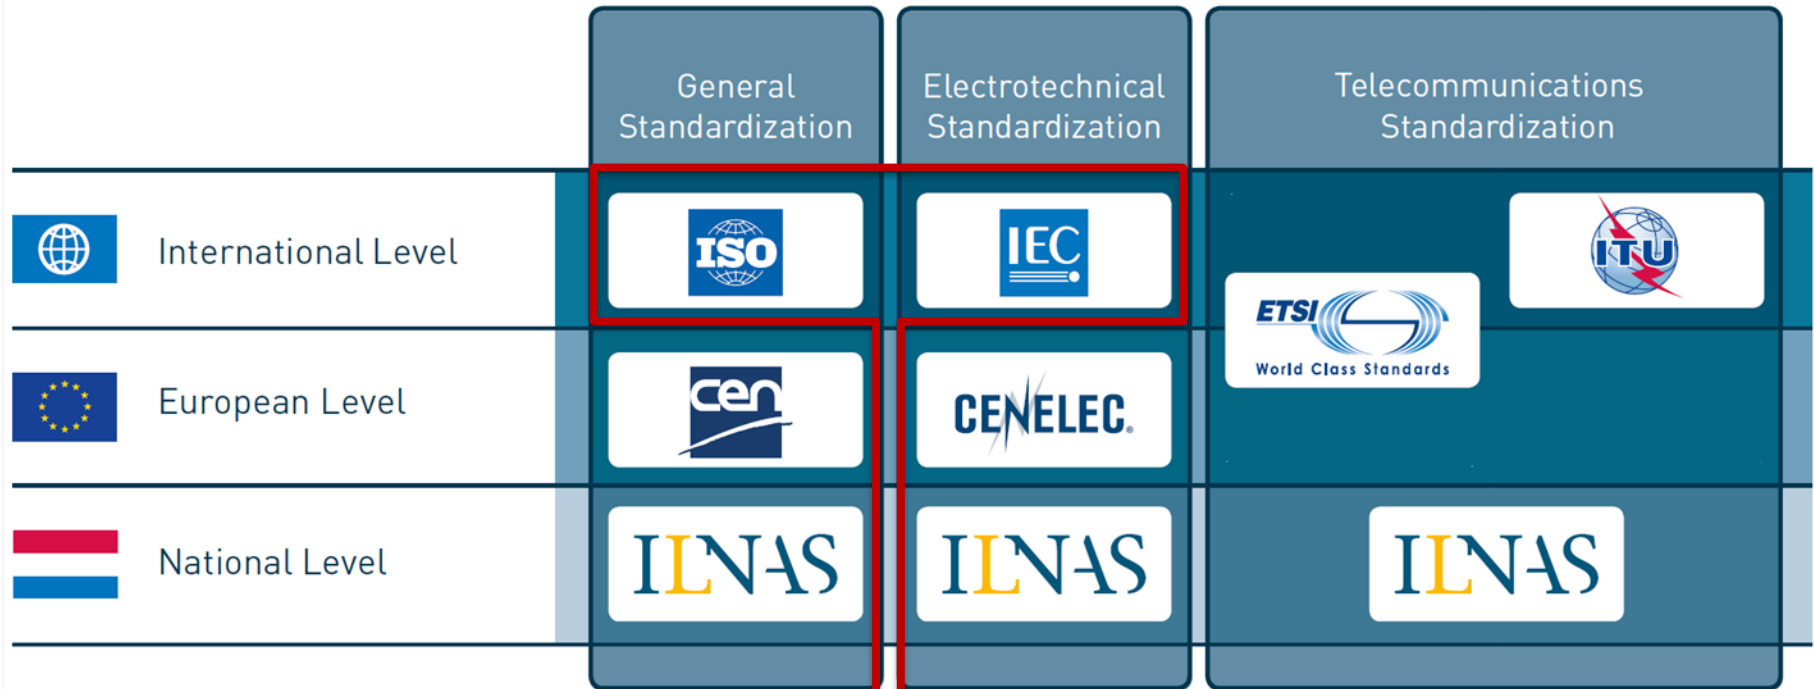 General
Standardization
Electrotechnical
Standardization
Telecommunications
Standardization
International Level
ISO
IEC
ITU
ETSI
World Class Standards
European Level
cen
CENELEC®
National Level
ILNAS
ILNAS
ILNAS